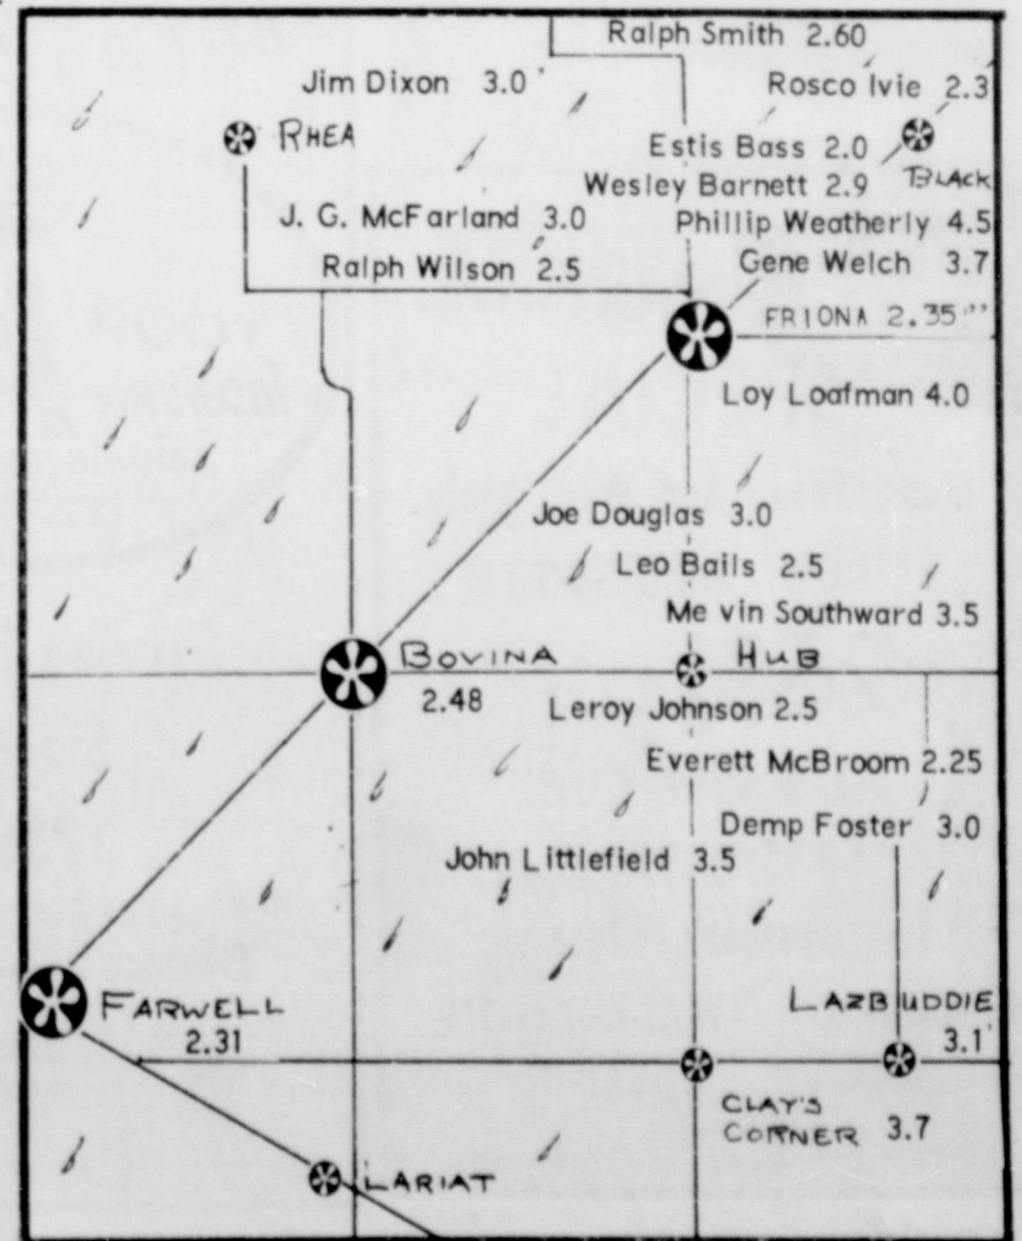 Ralph Smith 2.60
Jim Dixon 3.0
Rosco Ivie 2.3
RHEA
Estis Bass 2.0
BLACK
Wesley Barnett 2.9
J. G. McFarland 3.0
Phillip Weatherly 4.5
Ralph Wilson 2.5
Gene Welch 3.7
FRIONA 2.35"
Loy Loafman 4.0
Joe Douglas 3.0
Leo Bails 2.5
Me vin Southward 3.5
BOVINA
HUB
2.48
Leroy Johnson 2.5
Everett McBroom 2.25
Demp Foster 3.0
John Littlefield 3.5
FARWELL
2.31
LAZBUDDIE
3.1
CLAY'S
CORNER 3.7
LARIAT